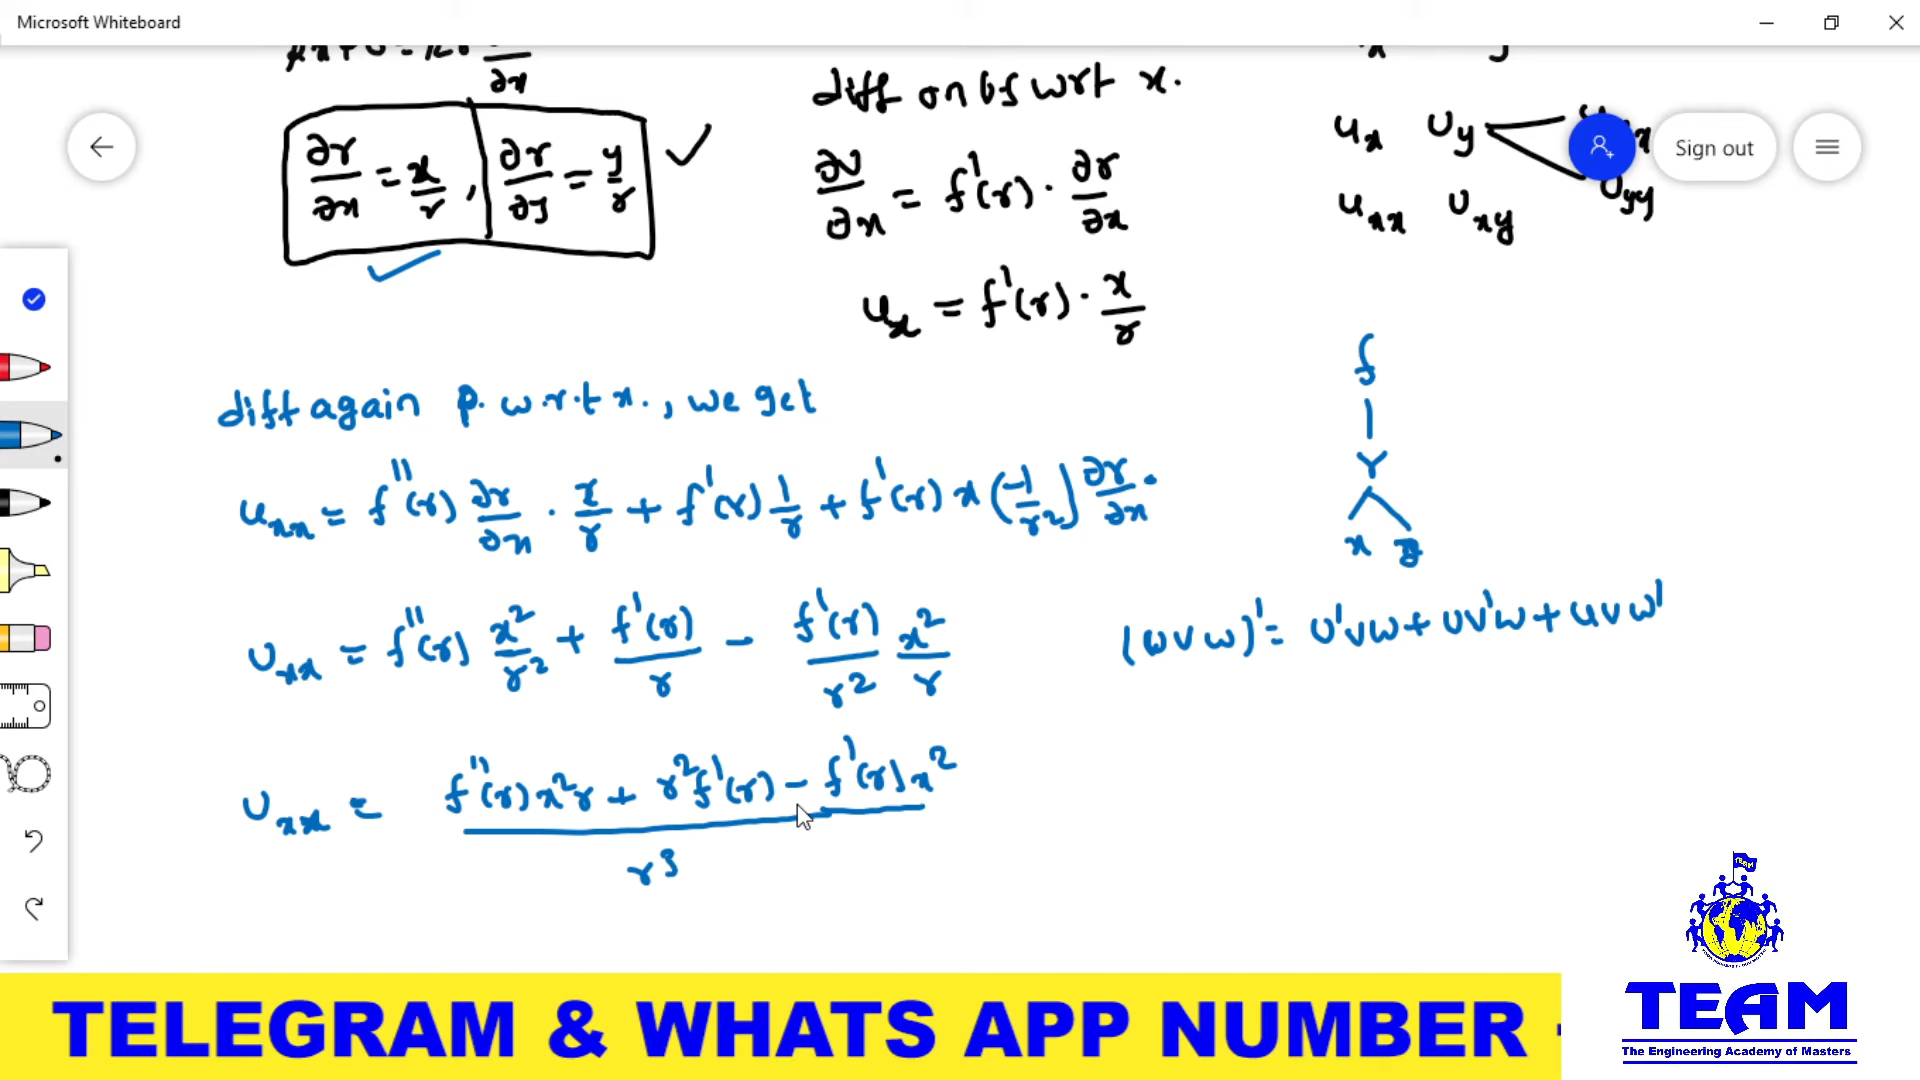 Microsoft Whiteboard
∂x
∂r/∂x = x/r, ∂r/∂y = y/r
diff on bs wrt x.
∂u/∂x = f'(r) · ∂r/∂x
u_x = f'(r) · x/r
u_x u_y
u_xx u_xy u_yy
Sign out
diff again p. w.r.t x., we get
u_xx = f''(r) ∂r/∂x · x/r + f'(r) 1/r + f'(r) x (-1/r²) ∂r/∂x.
u_xx = f''(r) x²/r² + f'(r)/r - f'(r)/r² x²/r
u_xx = f''(r)x²r + r²f'(r) - f'(r)x²
r³
f
r
x y
(uvw)' = u'vw + uv'w + uvw'
TELEGRAM & WHATS APP NUMBER -
TEAM
The Engineering Academy of Masters